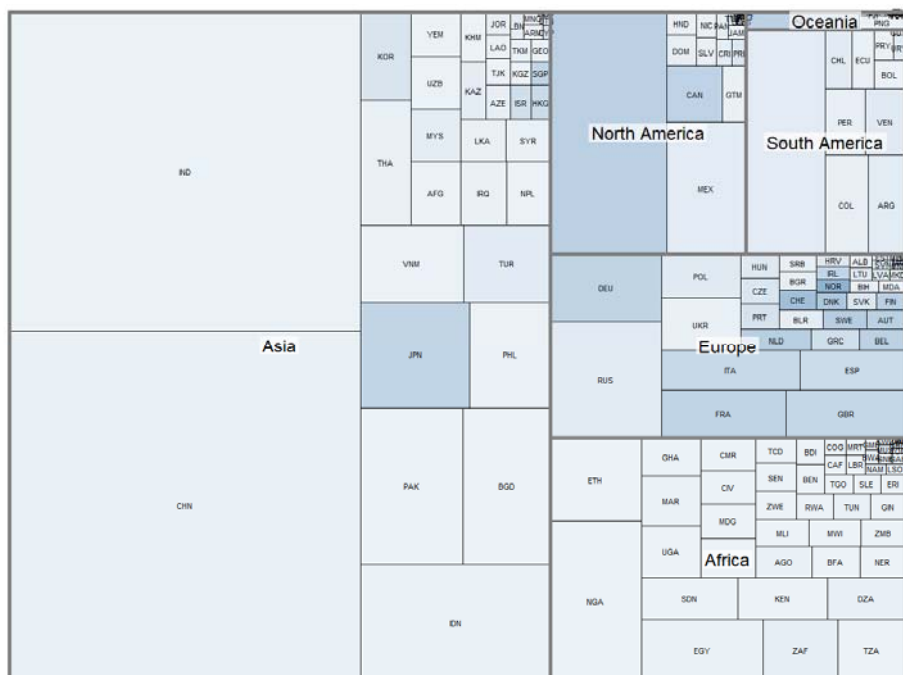 Asia
IND
CHN
KOR
THA
YEM
UZB
MYS
AFG
KHM
KAZ
JOR
LAO
TJK
AZE
LBN
TKM
GEO
KGZ
SGP
ISR
HKG
LKA
SYR
IRQ
NPL
VNM
TUR
JPN
PHL
PAK
BGD
IDN
North America
HND
NIC
DOM
SLV
CRI
PRI
JAM
CAN
GTM
MEX
Oceania
PNG
South America
CHL
ECU
PRY
BOL
PER
VEN
COL
ARG
Europe
DEU
RUS
POL
UKR
HUN
CZE
PRT
SRB
BGR
CHE
BLR
HRV
IRL
NOR
DNK
ALB
LTU
BIH
SVK
LVA
MDA
FIN
SWE
AUT
NLD
GRC
BEL
ITA
ESP
FRA
GBR
Africa
ETH
NGA
GHA
MAR
UGA
CMR
CIV
MDG
TCD
SEN
ZWE
BDI
BEN
RWA
COG
MRT
CAF
LBR
TGO
SLE
ERI
NAM
LSO
TUN
GIN
MLI
MWI
ZMB
AGO
BFA
NER
SDN
KEN
DZA
EGY
ZAF
TZA